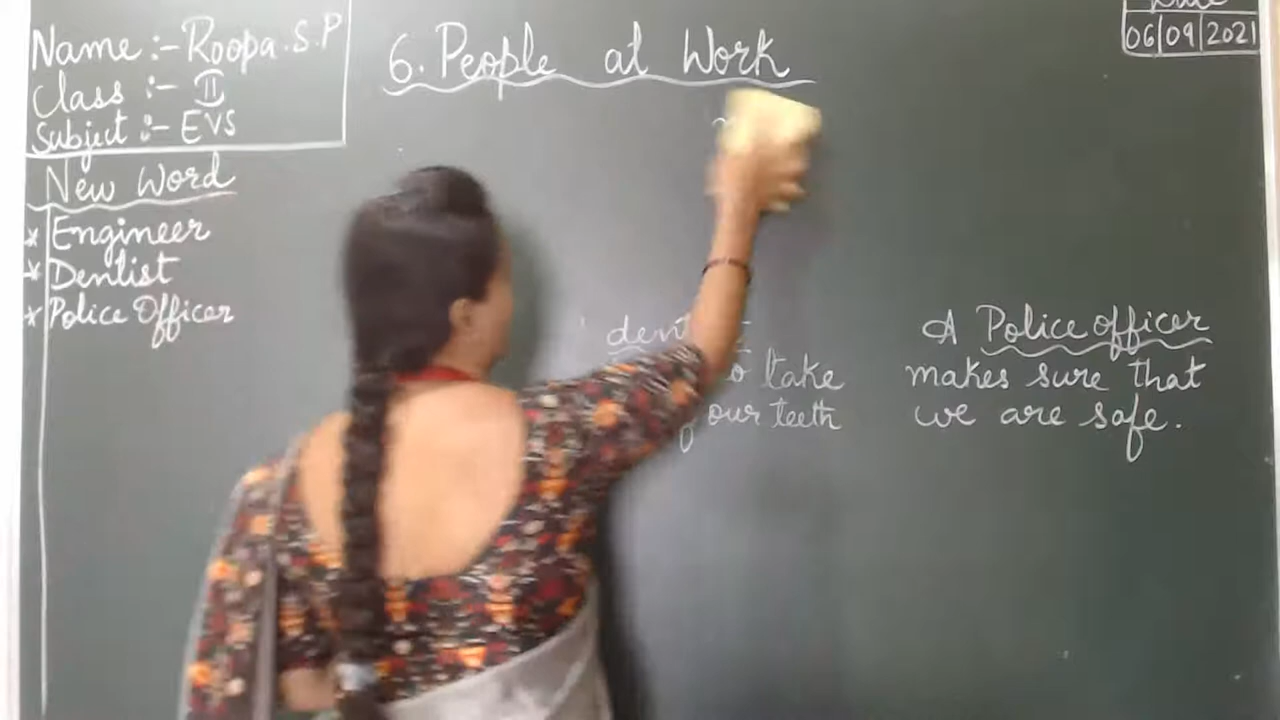 Name :- Roopa.S.P
Class :- II
Subject :- EVS
6. People at Work
06|09|2021
New Word
* Engineer
* Dentist
* Police Officer
take
our teeth
A Police officer
makes sure that
we are safe.